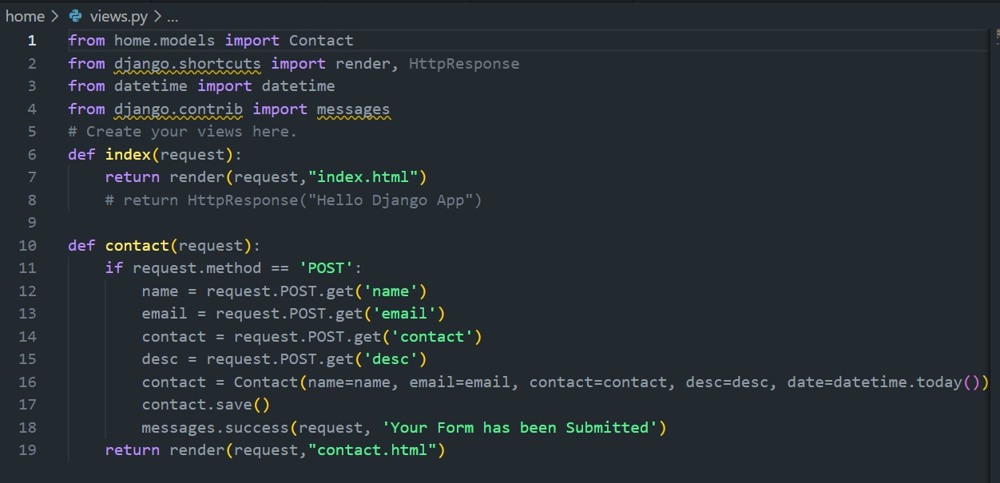 home > views.py > ...
1 from home.models import Contact
2 from django.shortcuts import render, HttpResponse
3 from datetime import datetime
4 from django.contrib import messages
5 # Create your views here.
6 def index(request):
7     return render(request,"index.html")
8     # return HttpResponse("Hello Django App")
9
10 def contact(request):
11     if request.method == 'POST':
12         name = request.POST.get('name')
13         email = request.POST.get('email')
14         contact = request.POST.get('contact')
15         desc = request.POST.get('desc')
16         contact = Contact(name=name, email=email, contact=contact, desc=desc, date=datetime.today())
17         contact.save()
18         messages.success(request, 'Your Form has been Submitted')
19     return render(request,"contact.html")